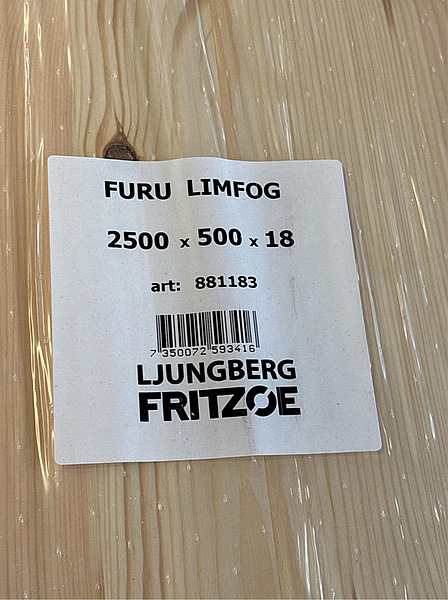 FURU LIMFOG
2500 x 500 x 18
art: 881183
7 350072 593416
LJUNGBERG
FRITZOE